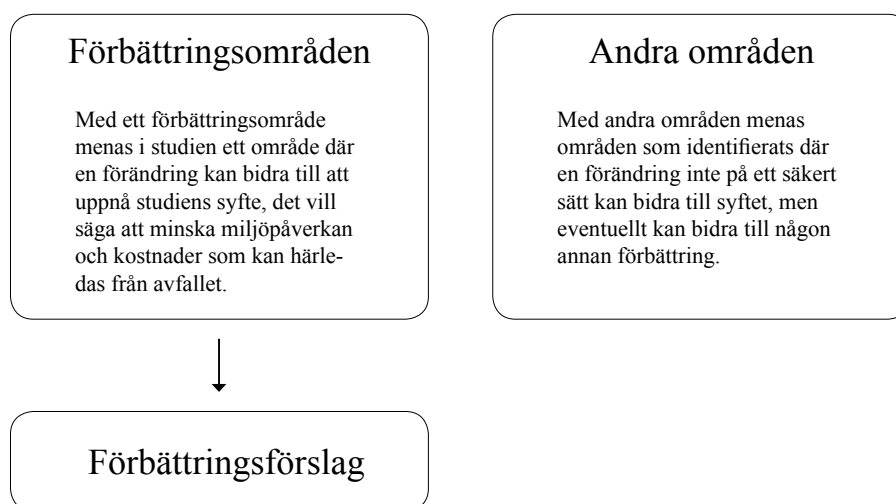 Förbättringsområden
Med ett förbättringsområde
menas i studien ett område där
en förändring kan bidra till att
uppnå studiens syfte, det vill
säga att minska miljöpåverkan
och kostnader som kan härle-
das från avfallet.
Andra områden
Med andra områden menas
områden som identifierats där
en förändring inte på ett säkert
sätt kan bidra till syftet, men
eventuellt kan bidra till någon
annan förbättring.
Förbättringsförslag